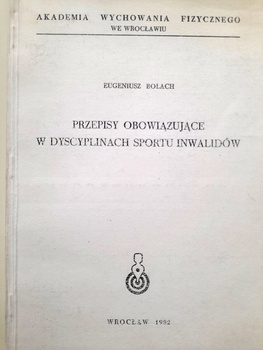 AKADEMIA WYCHOWANIA FIZYCZNEGO
WE WROCŁAWIU
EUGENIUSZ BOLACH
PRZEPISY OBOWIĄZUJĄCE
W DYSCYPLINACH SPORTU INWALIDÓW
WROCŁAW 1982